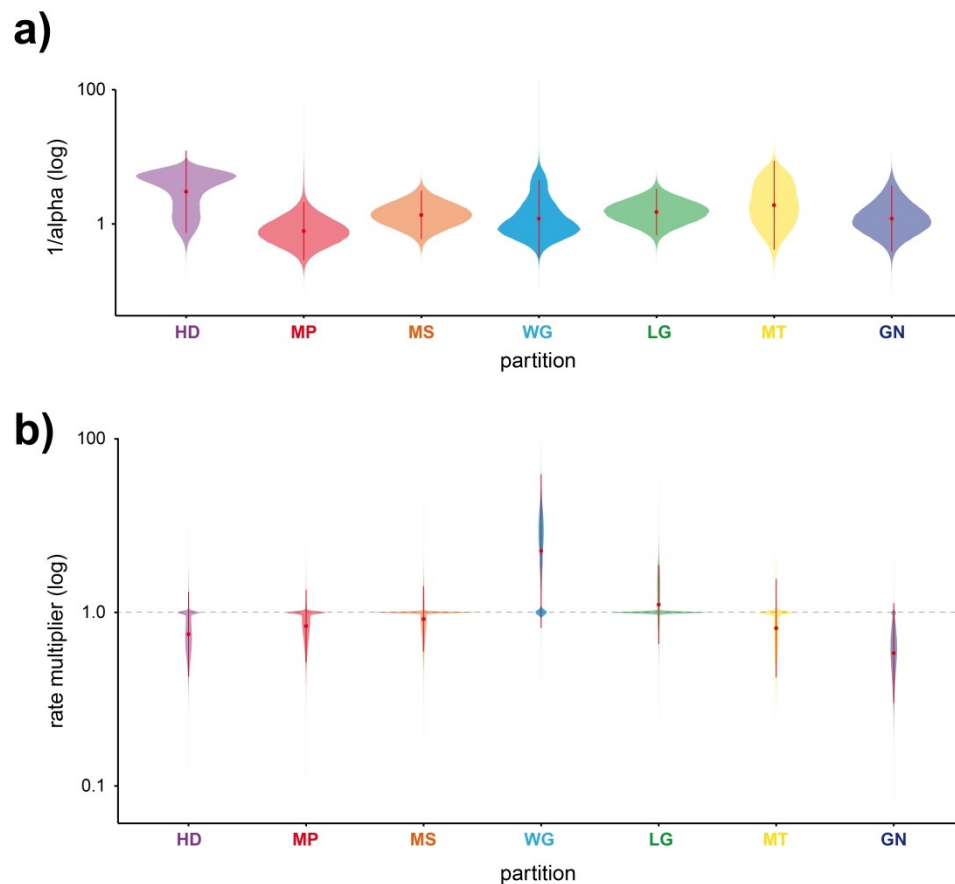 a)
100
1/alpha (log)
1
HD MP MS WG LG MT GN
partition
b)
100
rate multiplier (log)
1.0
0.1
HD MP MS WG LG MT GN
partition